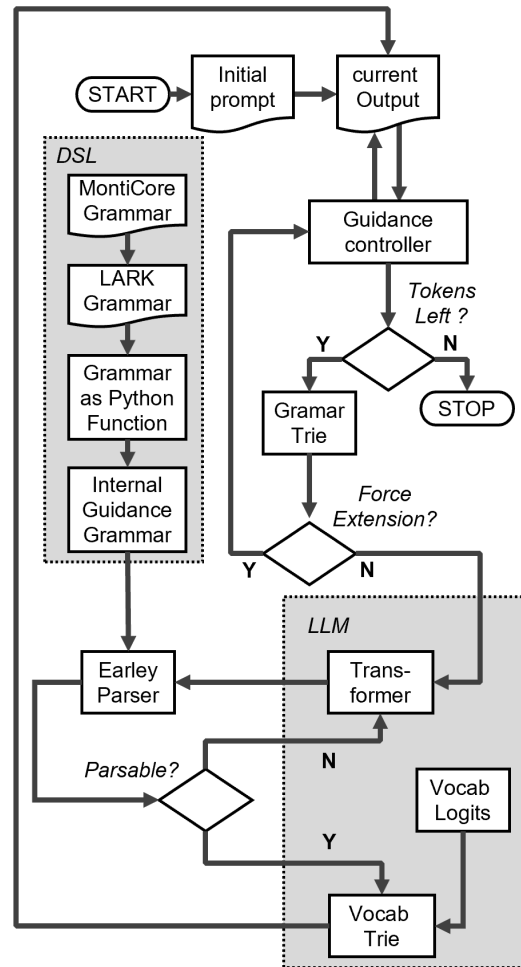 START
Initial
prompt
current
Output
DSL
MontiCore
Grammar
LARK
Grammar
Grammar
as Python
Function
Internal
Guidance
Grammar
Guidance
controller
Tokens
Left ?
Y
N
Gramar
Trie
STOP
Force
Extension?
Y
N
LLM
Earley
Parser
Trans-
former
Parsable?
N
Y
Vocab
Logits
Vocab
Trie